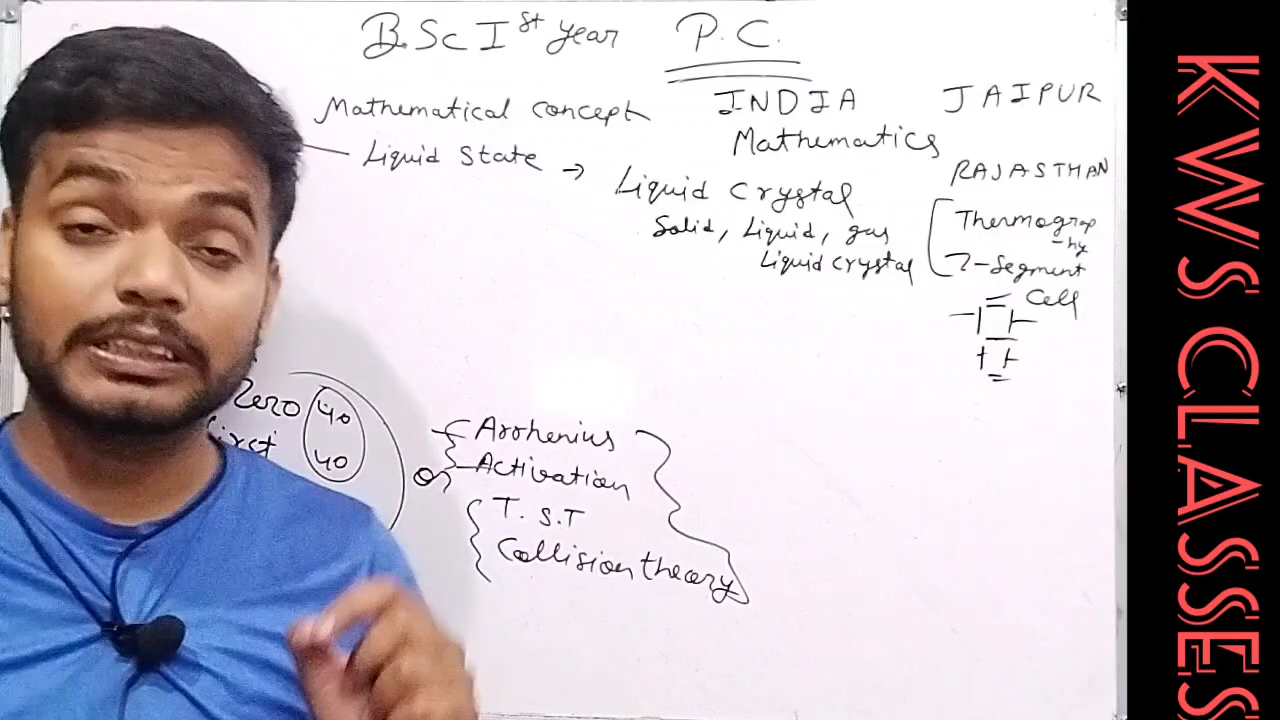 B.Sc Ist year P.C.
Mathematical concept
INDIA
JAIPUR
Mathematics
Liquid State →
RAJASTHAN
Liquid Crystal
Solid, Liquid, gas
Liquid crystal
Thermograp
-hy
7-Segment
Cell
Zero 40
first 40
or
Arrhenius
Activation
T. S.T
Collision theory
KWS CLASSES